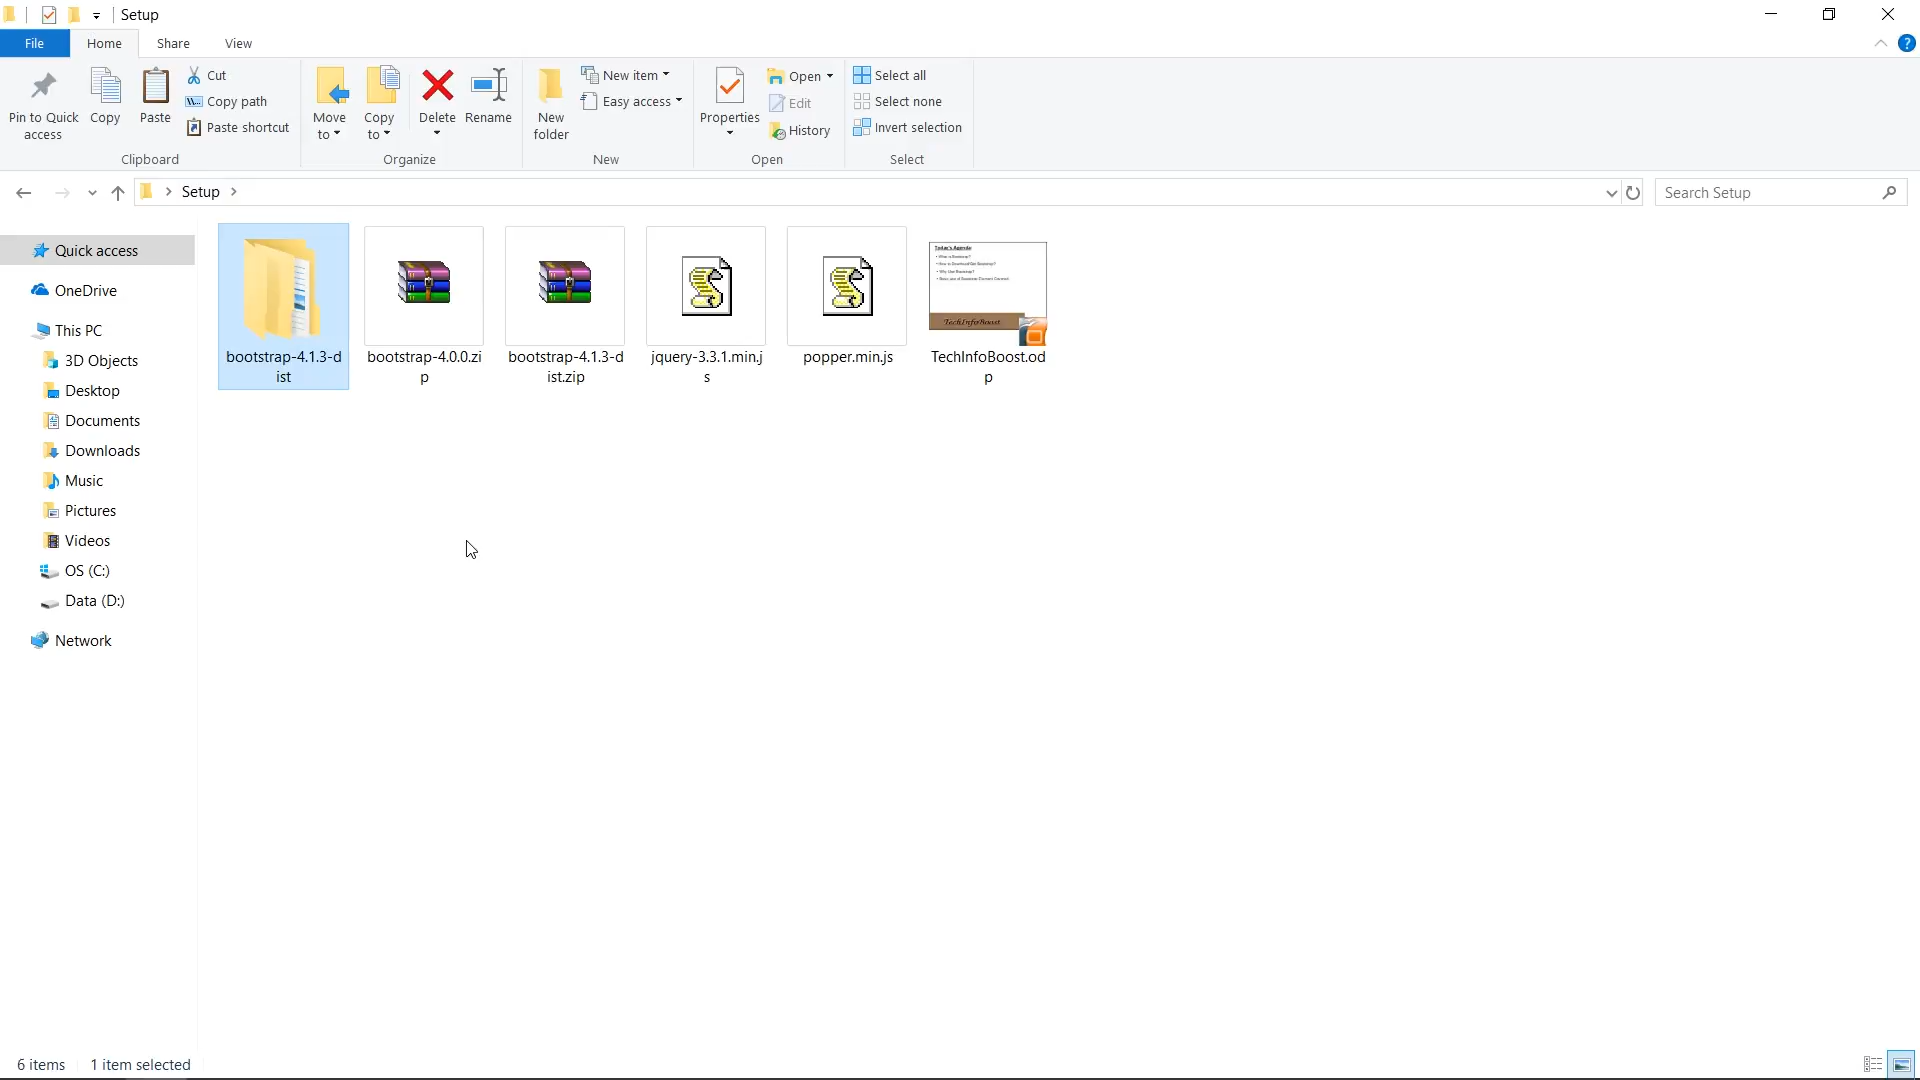 Setup
File
Home
Share
View
Pin to Quick
access
Copy
Paste
Cut
Copy path
Paste shortcut
Clipboard
Move
to
Copy
to
Delete
Rename
Organize
New
folder
New item
Easy access
New
Properties
Open
Edit
History
Open
Select all
Select none
Invert selection
Select
Setup
Search Setup
Quick access
OneDrive
This PC
3D Objects
Desktop
Documents
Downloads
Music
Pictures
Videos
OS (C:)
Data (D:)
Network
bootstrap-4.1.3-d
ist
bootstrap-4.0.0.zi
p
bootstrap-4.1.3-d
ist.zip
jquery-3.3.1.min.j
s
popper.min.js
Today's Agenda
TechInfoBoost
TechInfoBoost.od
p
6 items
1 item selected